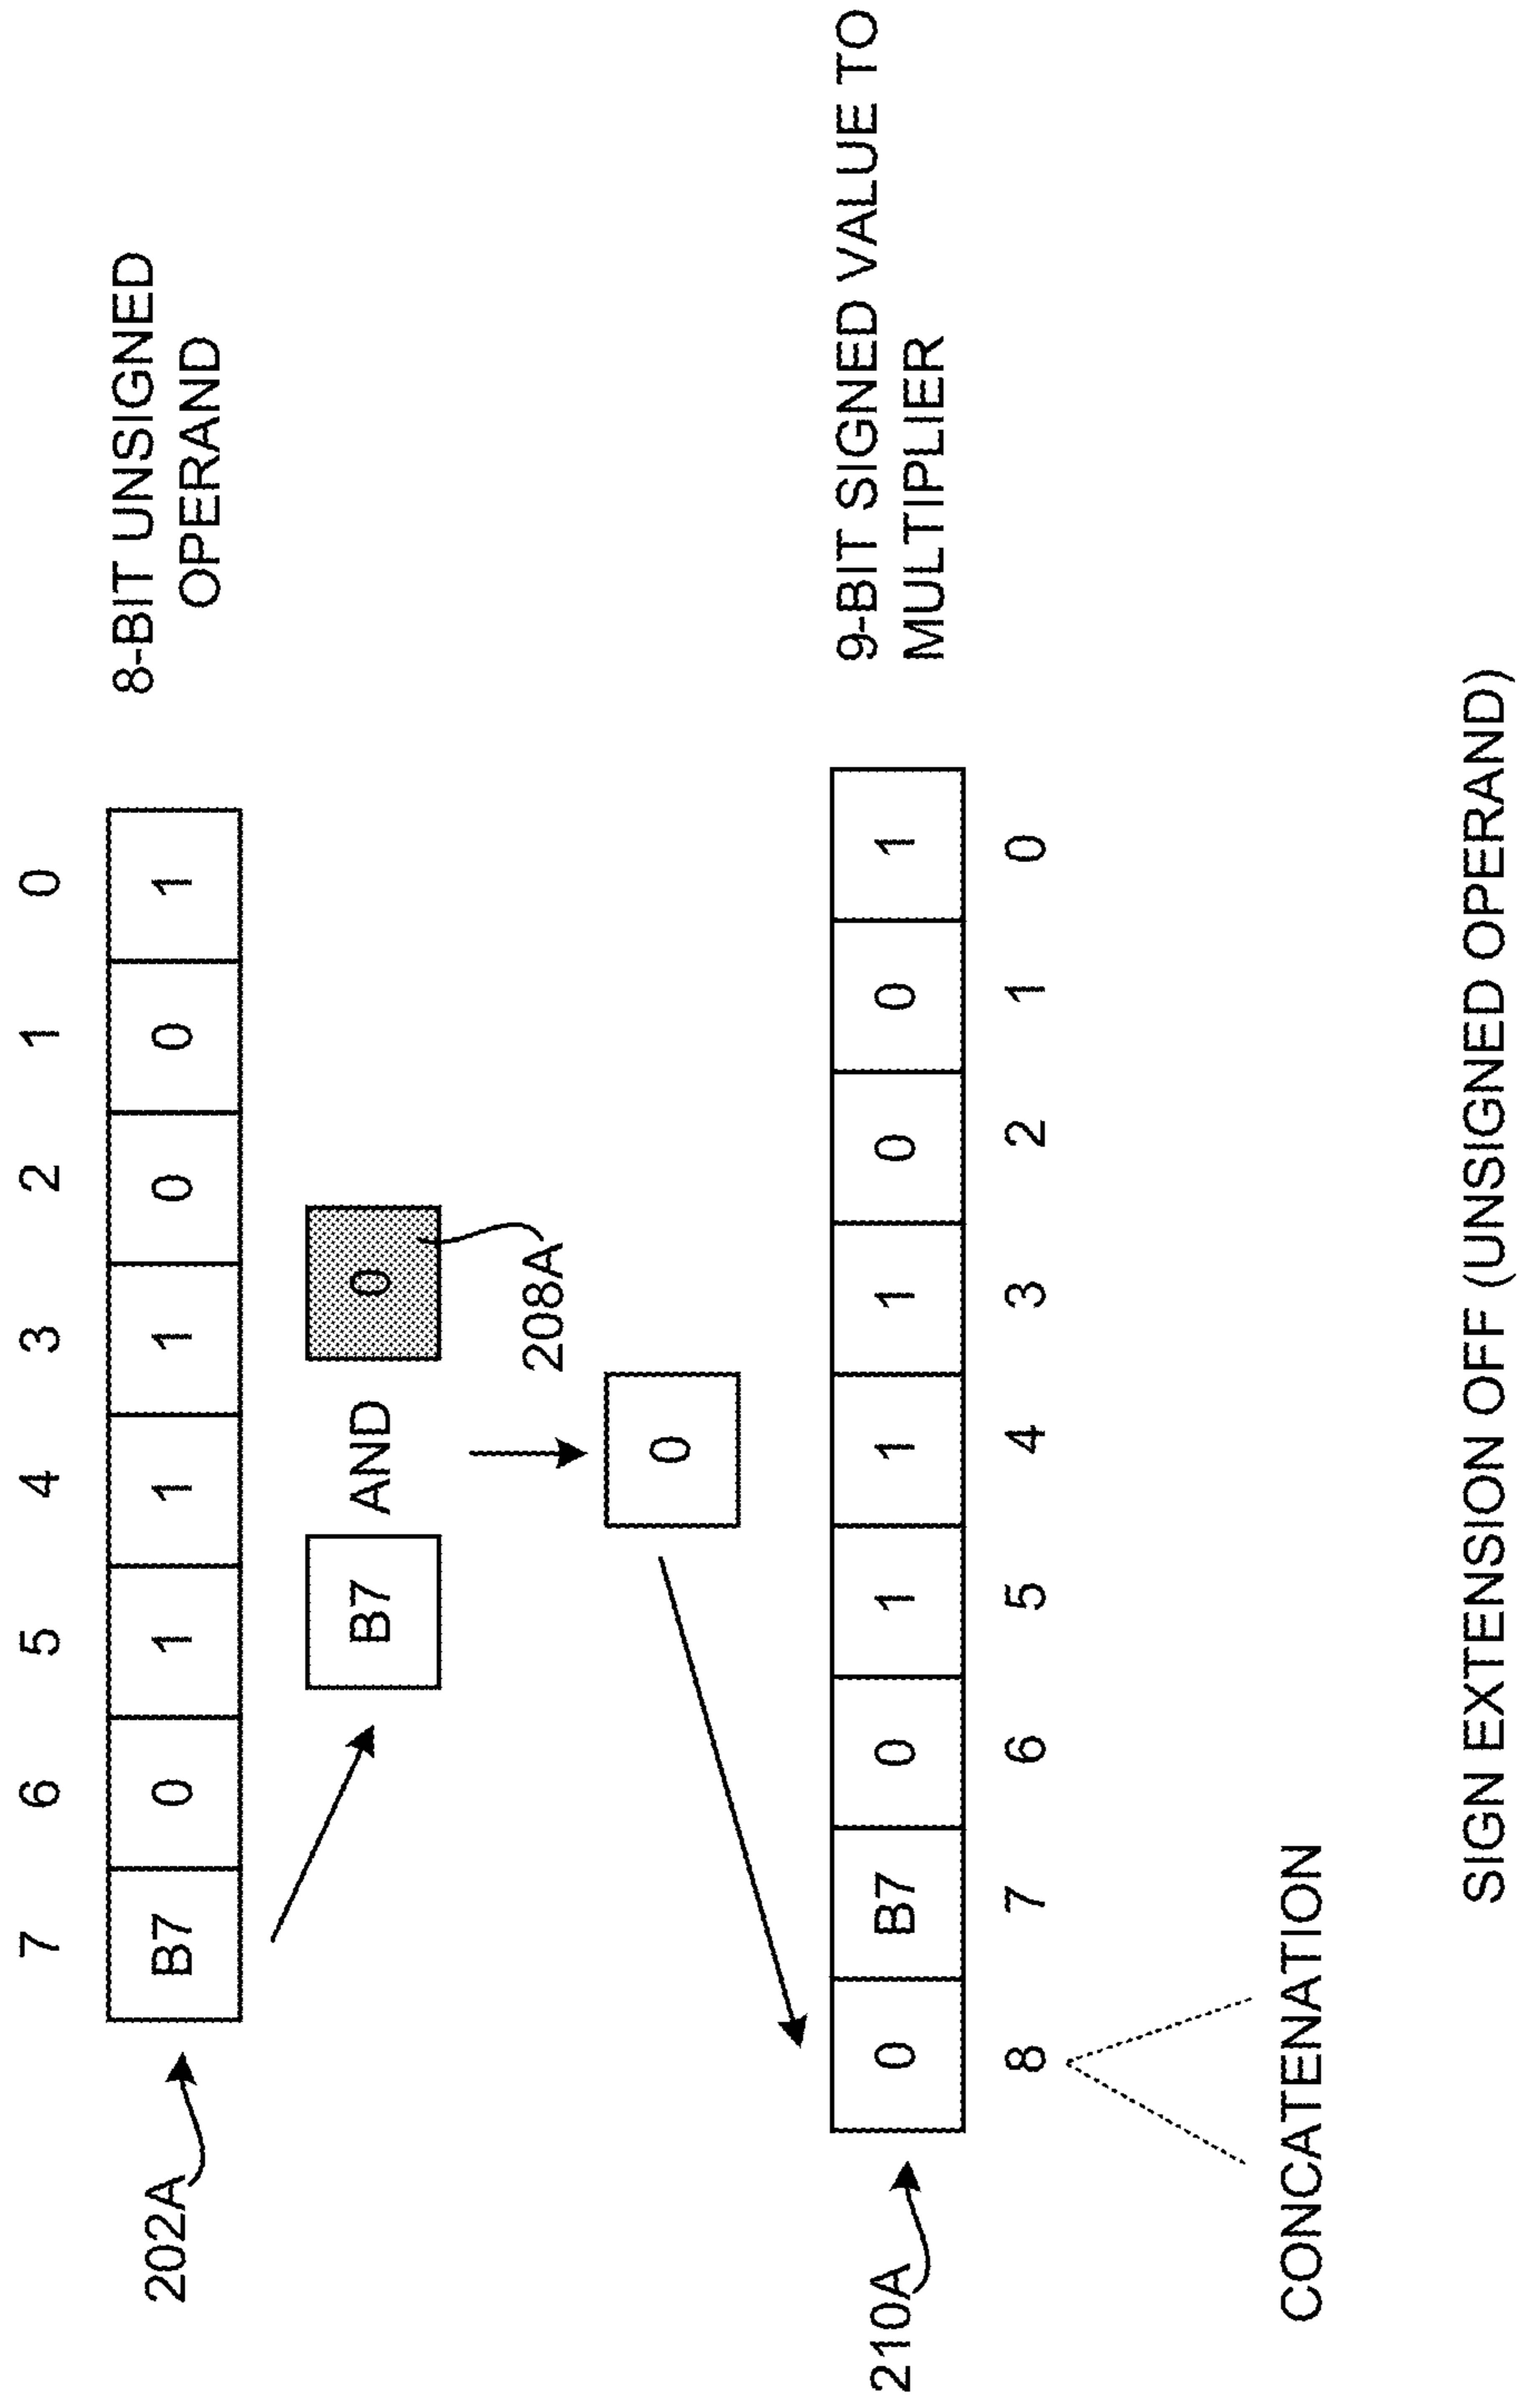 7 6 5 4 3 2 1 0
202A
B7 0 1 1 1 0 0 1
8-BIT UNSIGNED
OPERAND
B7 AND 0
208A
0
210A
0 B7 0 1 1 1 0 0 1
9-BIT SIGNED VALUE TO
MULTIPLIER
8 7 6 5 4 3 2 1 0
CONCATENATION
SIGN EXTENSION OFF (UNSIGNED OPERAND)